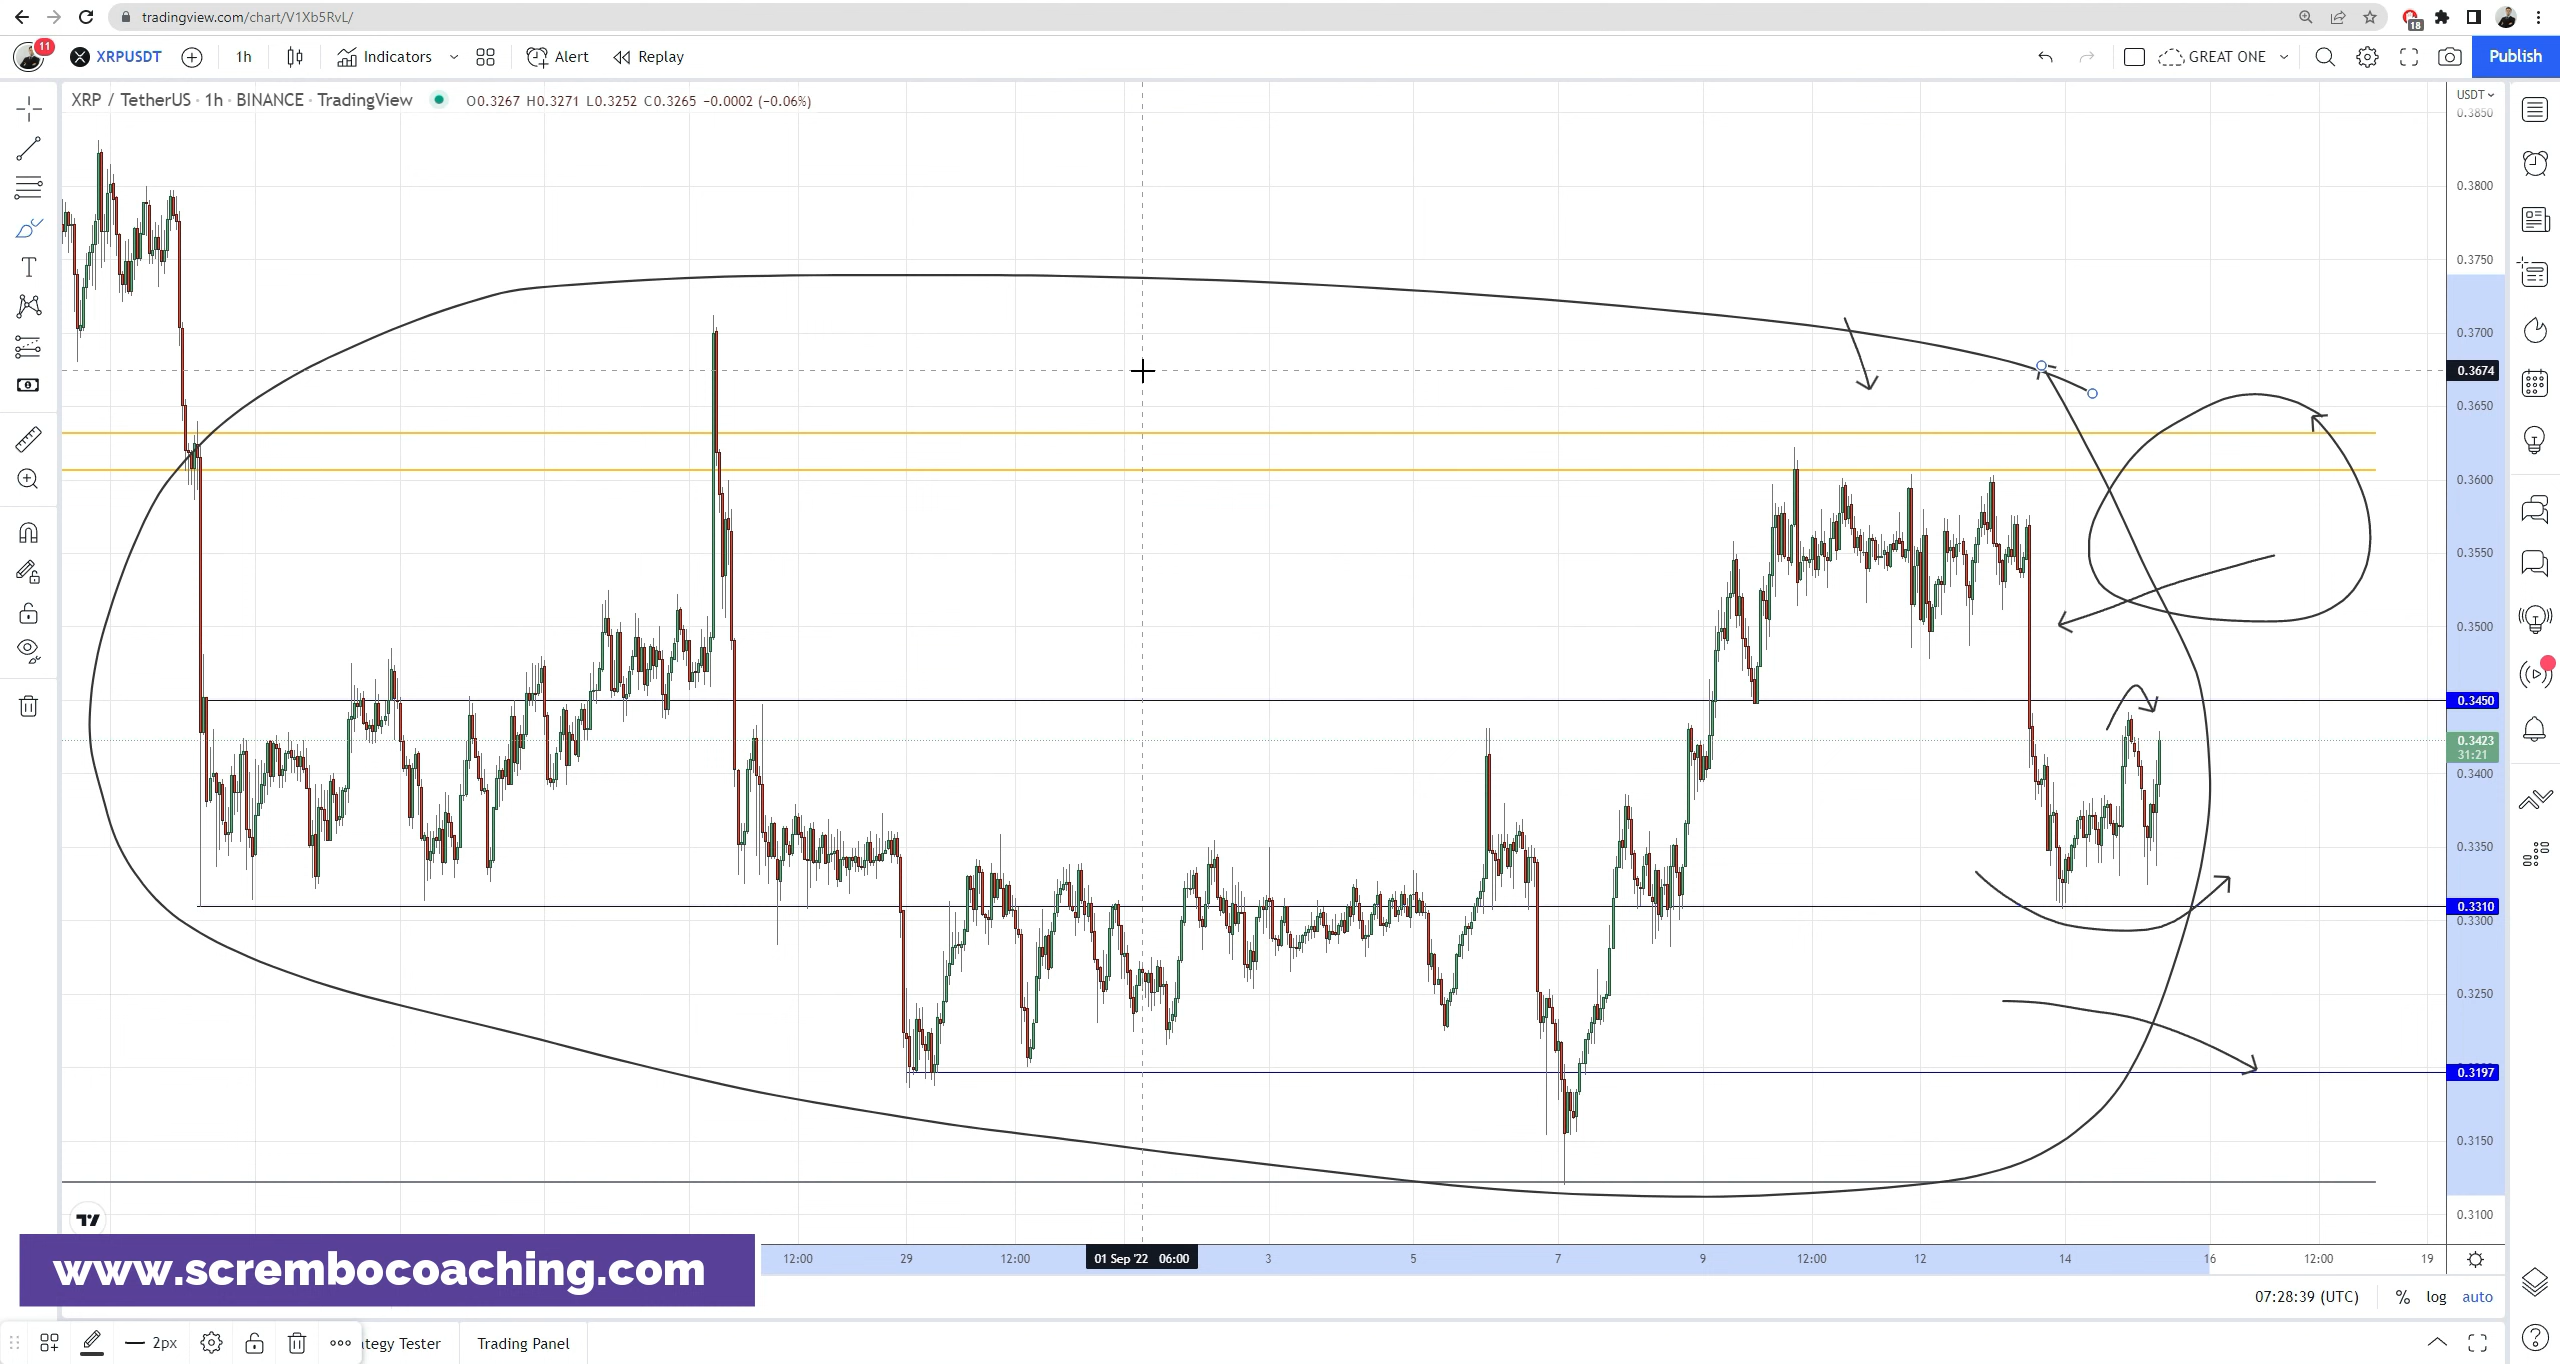 tradingview.com/chart/V1Xb5RvL/
18
11
XRPUSDT
1h
Indicators
Alert
Replay
GREAT ONE
Publish
XRP / TetherUS · 1h · BINANCE · TradingView
O0.3267 H0.3271 L0.3252 C0.3265 −0.0002 (−0.06%)
USDT
0.3850
0.3800
0.3750
0.3700
0.3674
0.3650
0.3600
0.3550
0.3500
0.3450
0.3423
31:21
0.3400
0.3350
0.3310
0.3300
0.3250
0.3197
0.3150
0.3100
www.scrembocoaching.com
12:00
29
12:00
01 Sep '22 06:00
3
5
7
9
12:00
12
14
16
12:00
19
07:28:39 (UTC)
%
log
auto
2px
ategy Tester
Trading Panel